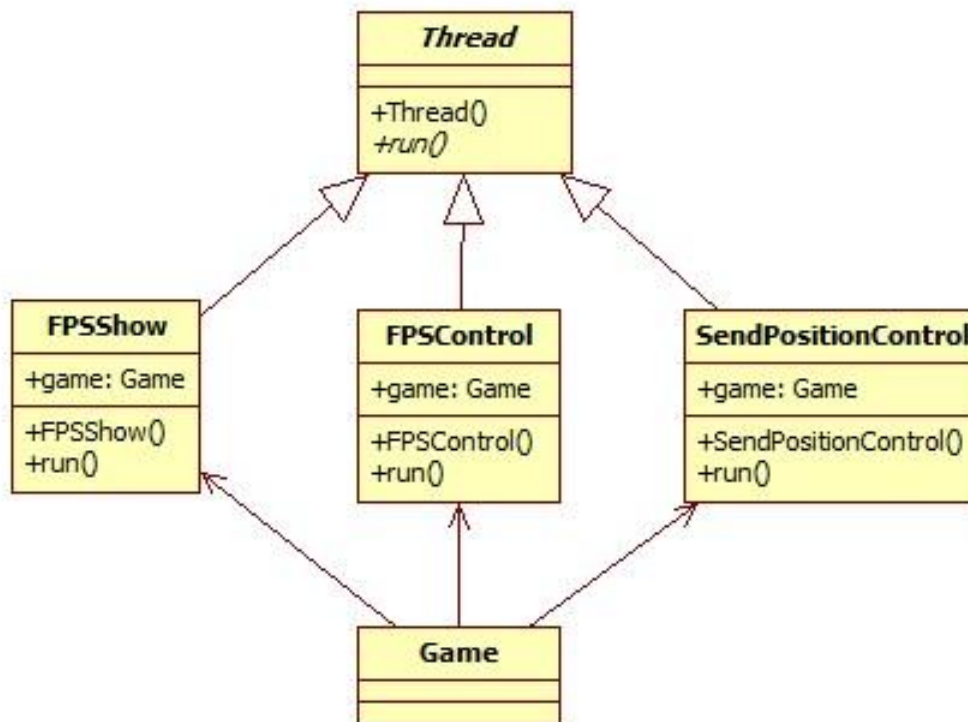 Thread
+Thread()
+run()
FPSShow
+game: Game
+FPSShow()
+run()
FPSControl
+game: Game
+FPSControl()
+run()
SendPositionControl
+game: Game
+SendPositionControl()
+run()
Game